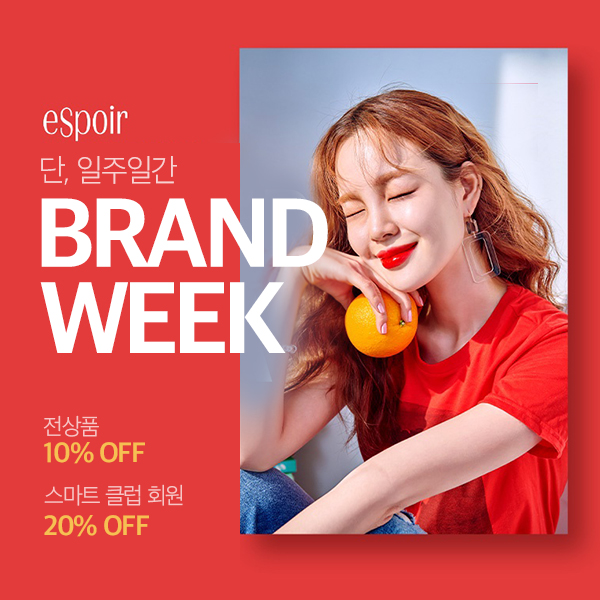 eSpoir
단, 일주일간
BRAND
WEEK
전상품
10% OFF
스마트 클럽 회원
20% OFF